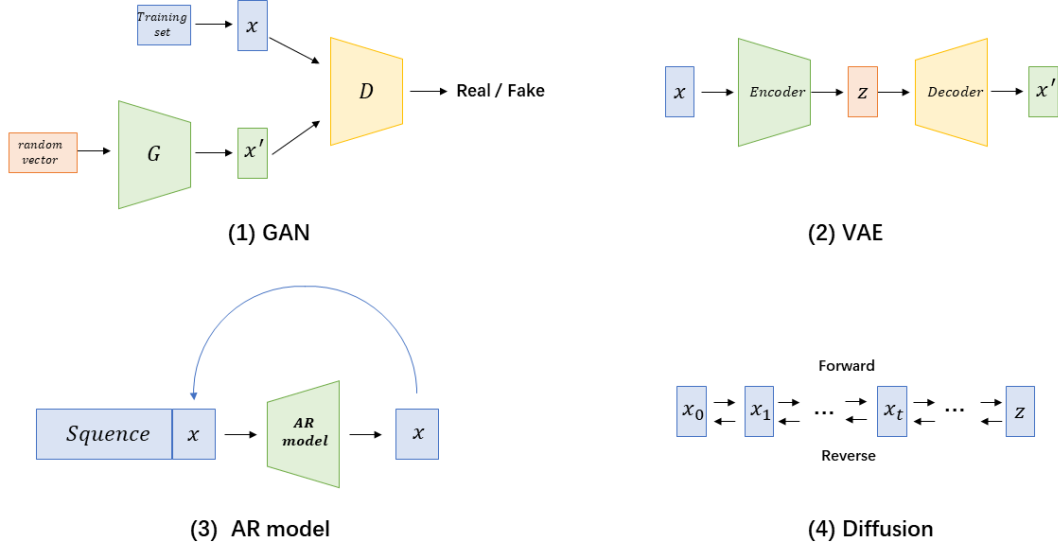 Training
set
x
D
Real / Fake
random
vector
G
x'
(1) GAN
x
Encoder
z
Decoder
x'
(2) VAE
Squence
x
AR
model
x
(3) AR model
Forward
x₀
x₁
...
xₜ
...
z
Reverse
(4) Diffusion